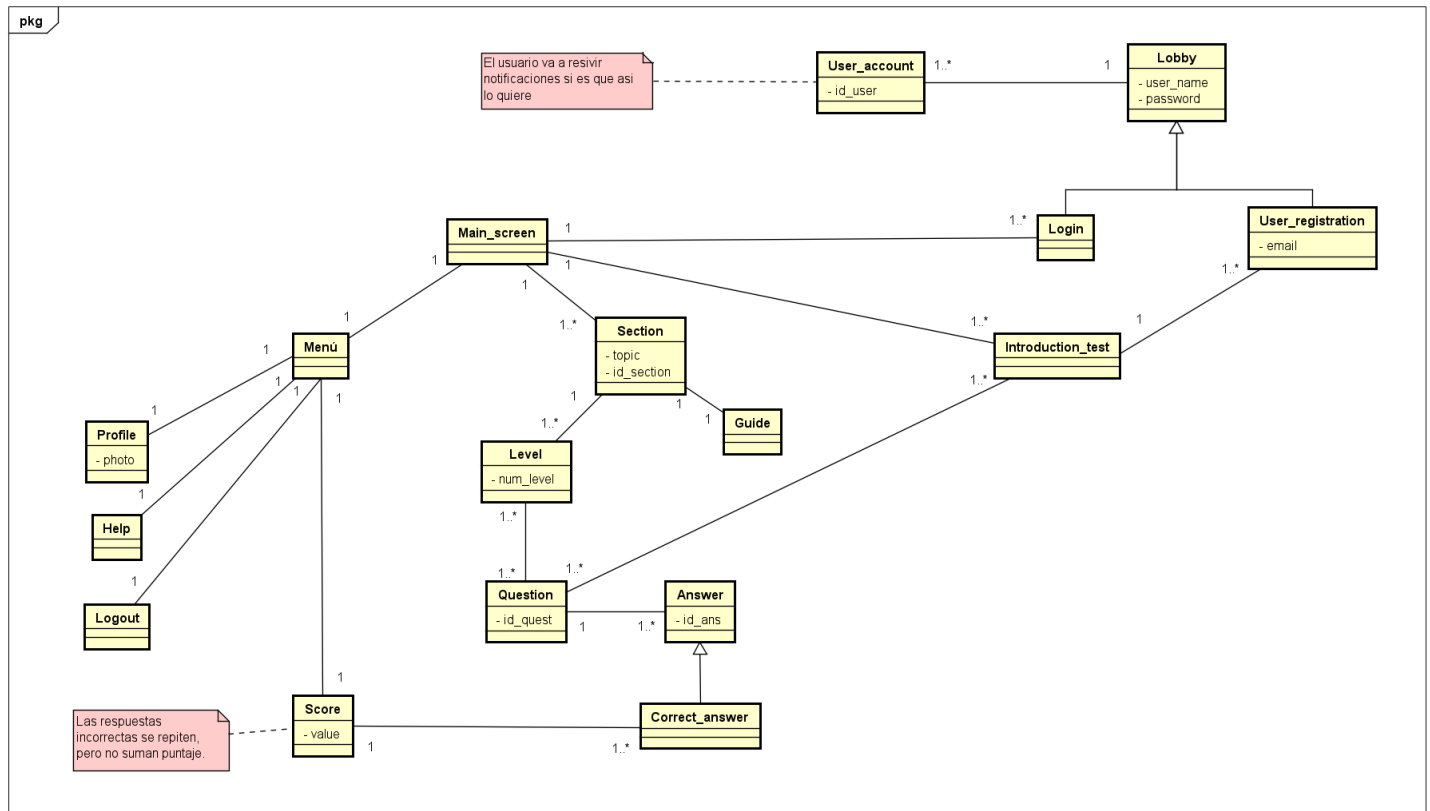 pkg
El usuario va a resivir
notificaciones si es que asi
lo quiere
User_account
- id_user
1..*
1
Lobby
- user_name
- password
Main_screen
1
1..*
Login
User_registration
- email
1
1
1
1..*
1
1..*
1
1..*
Menú
Section
- topic
- id_section
Introduction_test
1..*
1
1
1
1
1
1
1..*
1
1
Guide
Profile
- photo
Level
- num_level
1
Help
1..*
1..*
1..*
1
Logout
Question
- id_quest
1
1..*
Answer
- id_ans
1
Score
- value
1
1..*
Correct_answer
Las respuestas
incorrectas se repiten,
pero no suman puntaje.